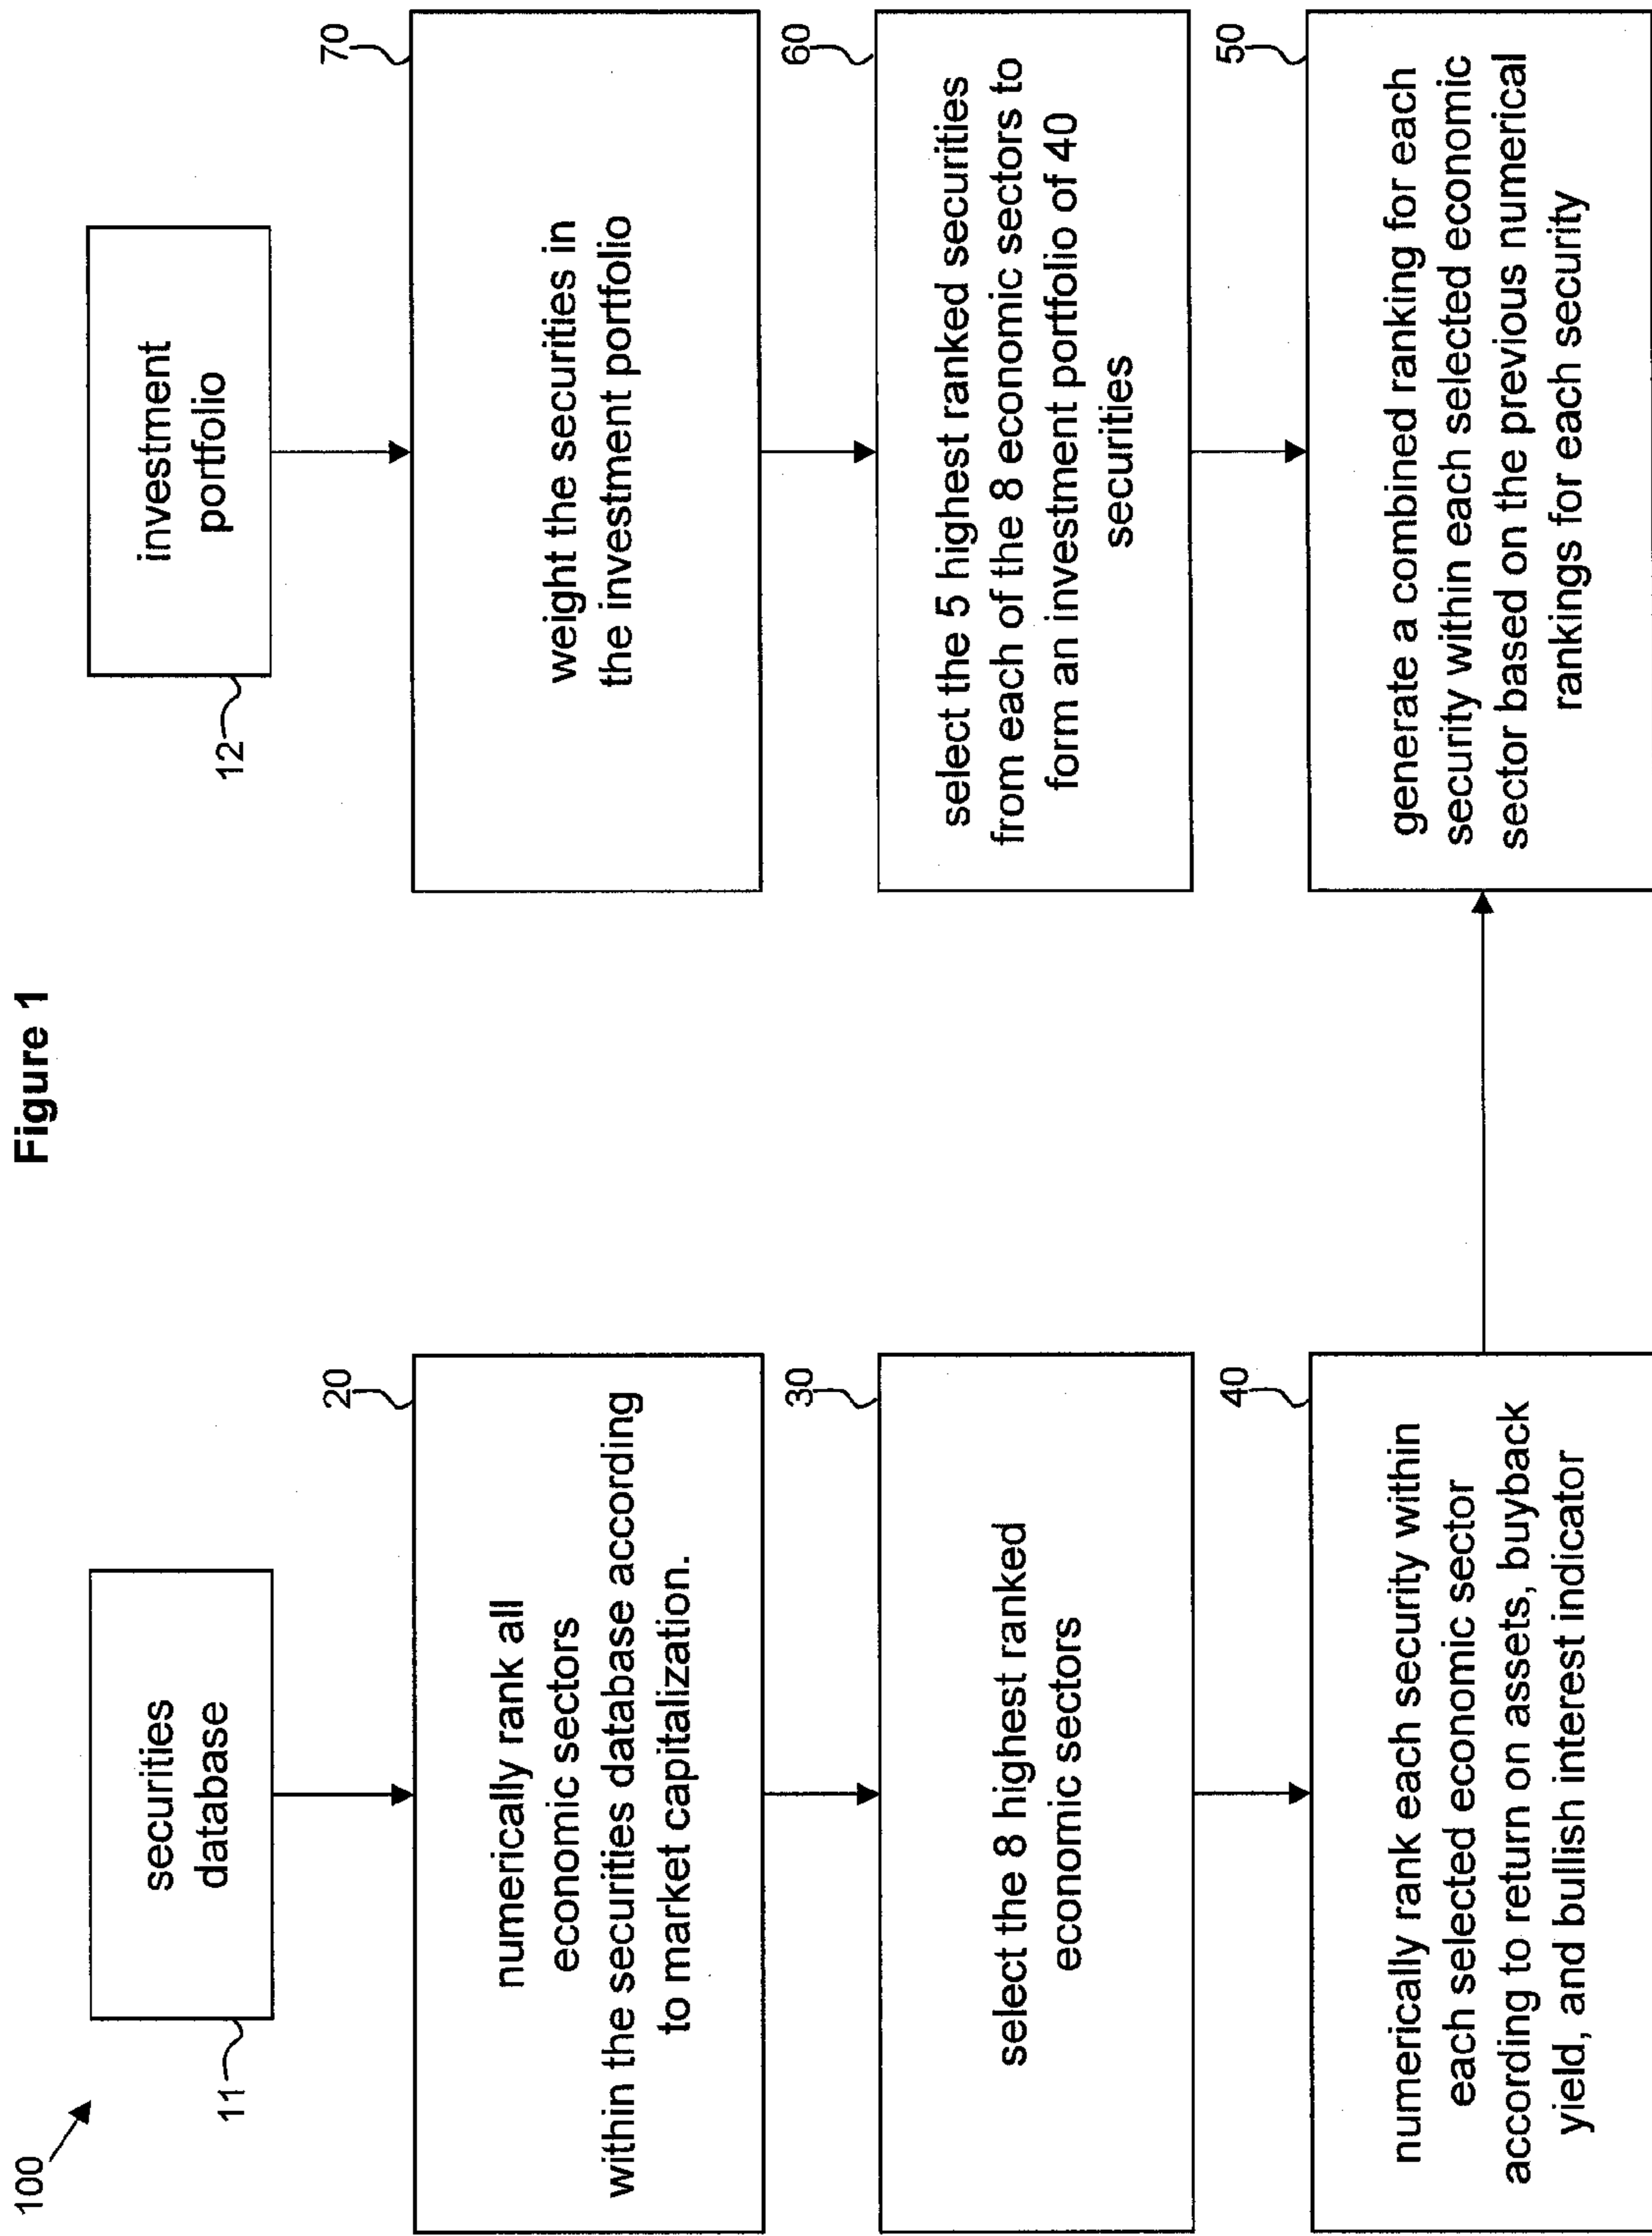 Figure 1
100
11
securities
database
20
numerically rank all
economic sectors
within the securities database according
to market capitalization.
30
select the 8 highest ranked
economic sectors
40
numerically rank each security within
each selected economic sector
according to return on assets, buyback
yield, and bullish interest indicator
12
investment
portfolio
70
weight the securities in
the investment portfolio
60
select the 5 highest ranked securities
from each of the 8 economic sectors to
form an investment portfolio of 40
securities
50
generate a combined ranking for each
security within each selected economic
sector based on the previous numerical
rankings for each security